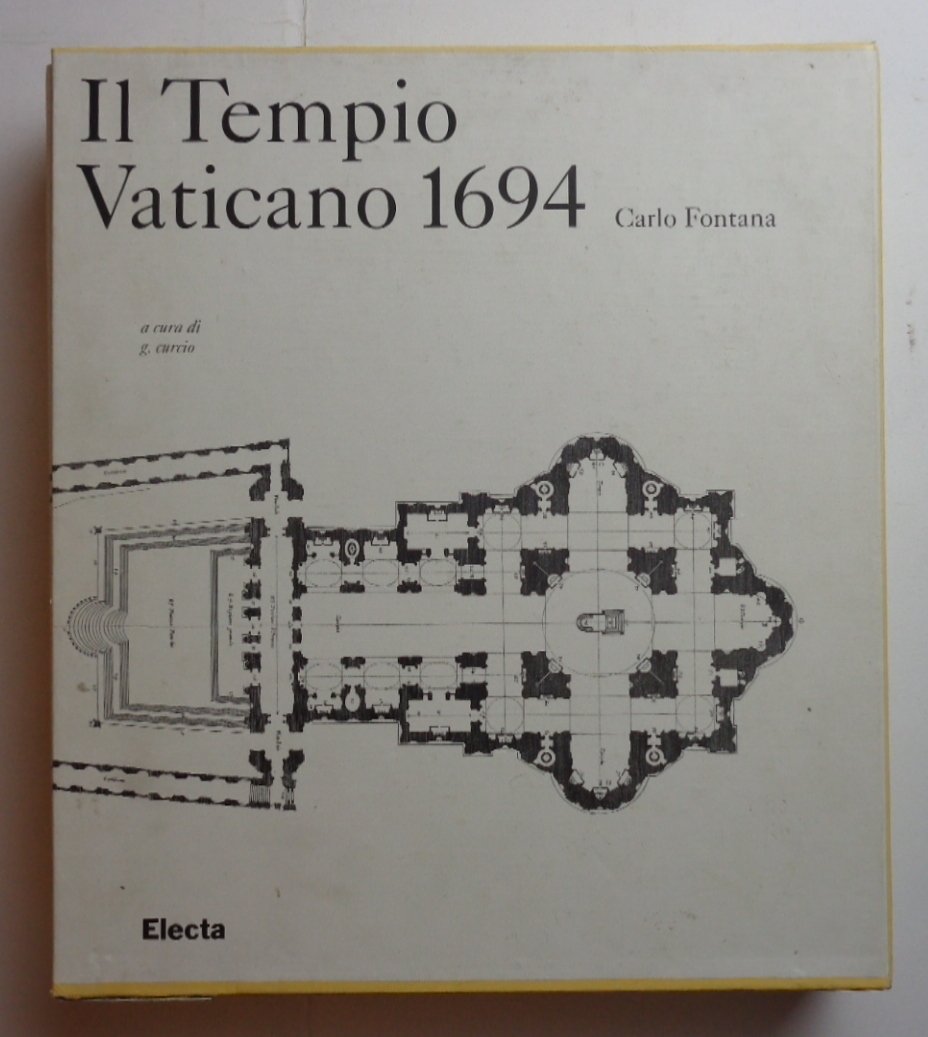 Il Tempio
Vaticano 1694 Carlo Fontana
a cura di
g. curcio
Electa